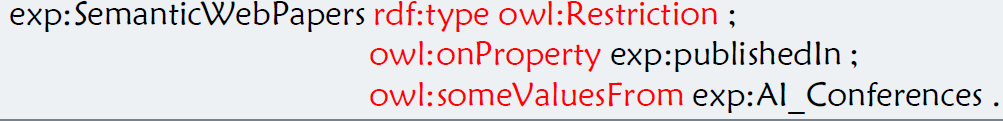 exp:SemanticWebPapers rdf:type owl:Restriction ;
owl:onProperty exp:publishedIn ;
owl:someValuesFrom exp:AI_Conferences .